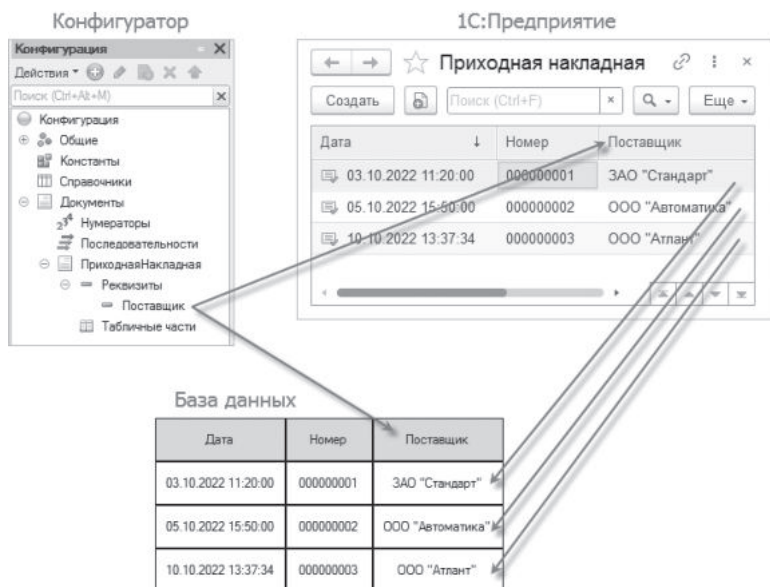 Конфигуратор
Конфигурация
Действия
Поиск (Ctrl+Alt+M)
Конфигурация
Общие
Константы
Справочники
Документы
Нумераторы
Последовательности
ПриходнаяНакладная
Реквизиты
Поставщик
Табличные части
1С:Предприятие
Приходная накладная
Создать Поиск (Ctrl+F) Еще
Дата Номер Поставщик
03.10.2022 11:20:00 000000001 ЗАО "Стандарт"
05.10.2022 15:50:00 000000002 ООО "Автоматика"
10.10.2022 13:37:34 000000003 ООО "Атлант"
База данных
Дата Номер Поставщик
03.10.2022 11:20:00 000000001 ЗАО "Стандарт"
05.10.2022 15:50:00 000000002 ООО "Автоматика"
10.10.2022 13:37:34 000000003 ООО "Атлант"